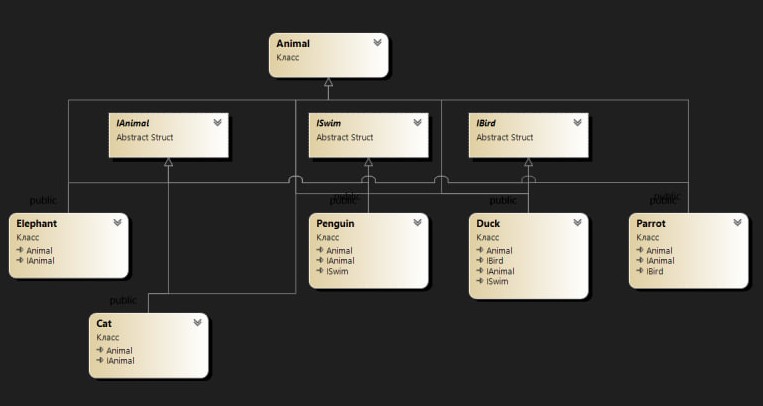 Animal
Класс
IAnimal
Abstract Struct
ISwim
Abstract Struct
IBird
Abstract Struct
public
public
public
public
Elephant
Класс
Animal
IAnimal
Penguin
Класс
Animal
IAnimal
ISwim
Duck
Класс
Animal
IBird
IAnimal
ISwim
Parrot
Класс
Animal
IAnimal
IBird
public
Cat
Класс
Animal
IAnimal